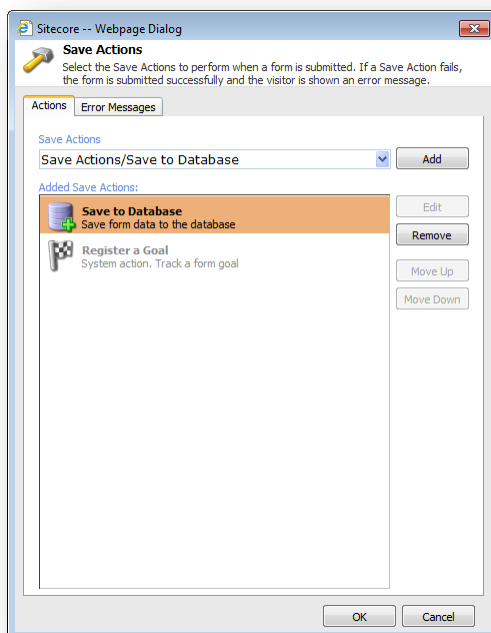 Sitecore -- Webpage Dialog
Save Actions
Select the Save Actions to perform when a form is submitted. If a Save Action fails,
the form is submitted successfully and the visitor is shown an error message.
Actions
Error Messages
Save Actions
Save Actions/Save to Database
Add
Added Save Actions:
Save to Database
Save form data to the database
Register a Goal
System action. Track a form goal
Edit
Remove
Move Up
Move Down
OK
Cancel